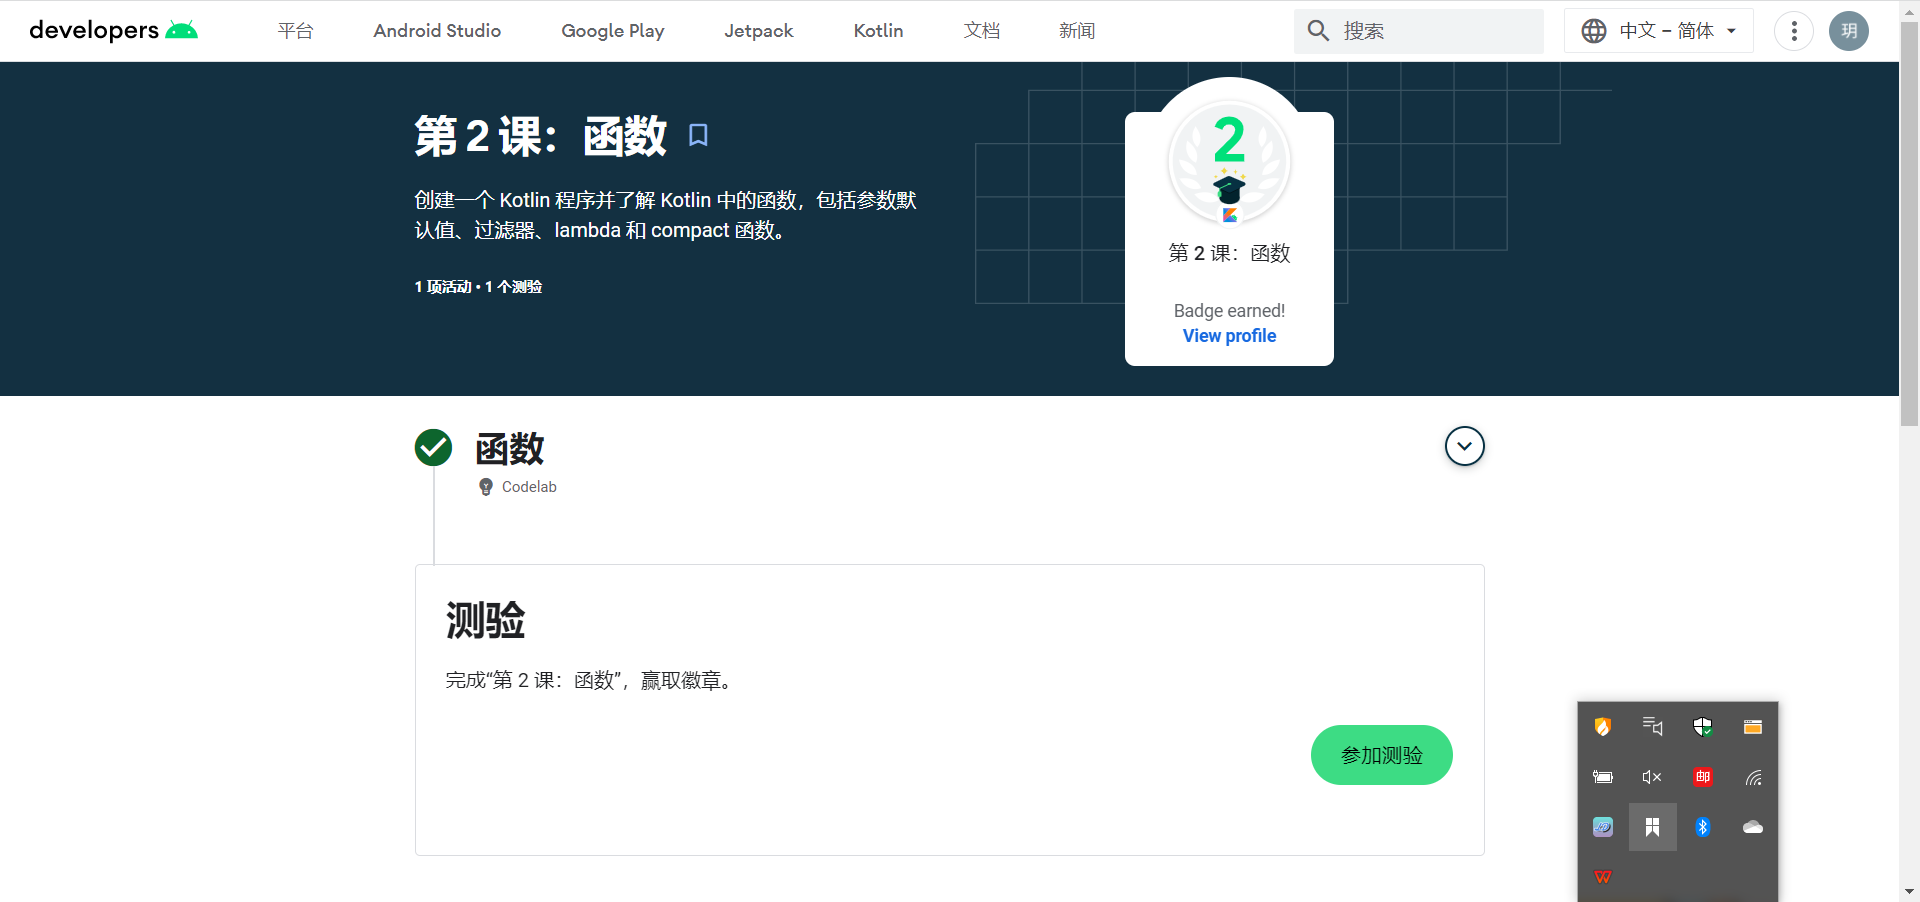 developers
平台
Android Studio
Google Play
Jetpack
Kotlin
文档
新闻
搜索
中文 – 简体
玥
第 2 课：函数
创建一个 Kotlin 程序并了解 Kotlin 中的函数，包括参数默
认值、过滤器、lambda 和 compact 函数。
1 项活动 • 1 个测验
2
第 2 课：函数
Badge earned!
View profile
函数
Codelab
测验
完成“第 2 课：函数”，赢取徽章。
参加测验
邮